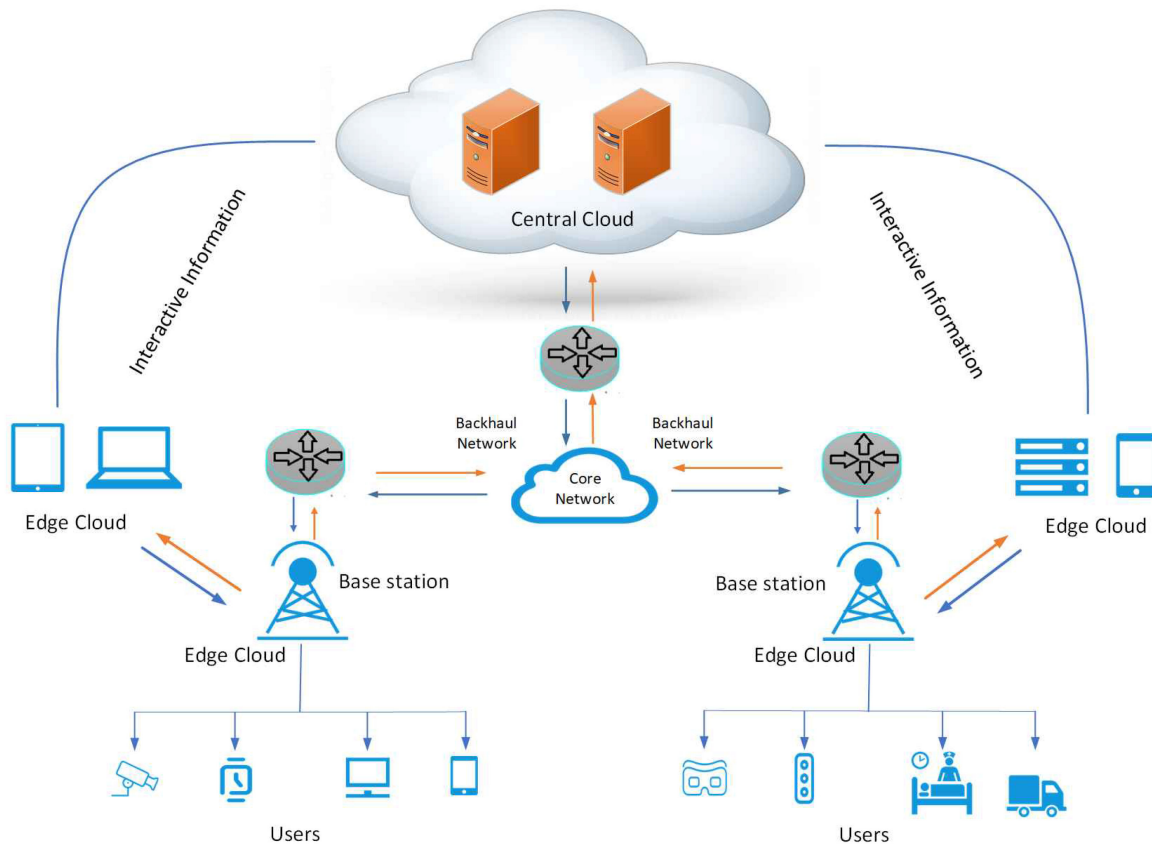 Central Cloud
Interactive Information
Interactive Information
Backhaul
Network
Backhaul
Network
Core
Network
Edge Cloud
Edge Cloud
Base station
Base station
Edge Cloud
Edge Cloud
Users
Users